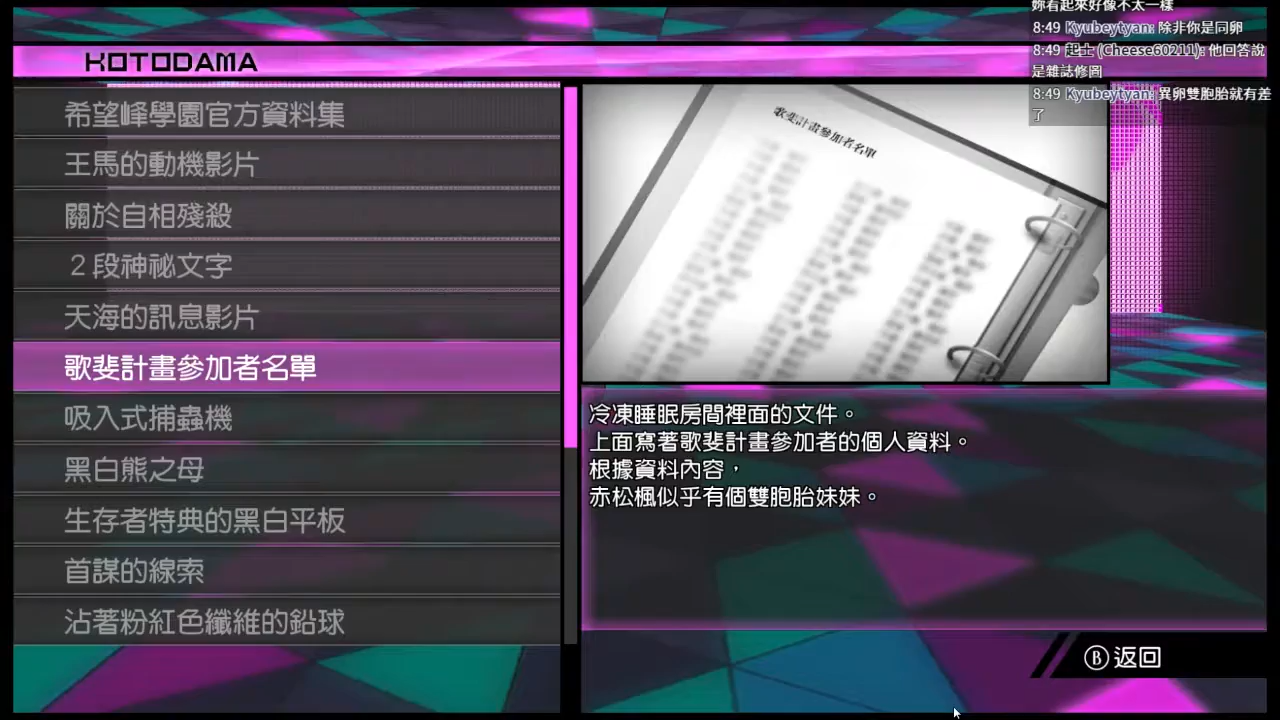 妳看起來好像不太一樣
8:49 Kyubeytyan: 除非你是同卵
8:49 起士 (Cheese60211): 他回答說
是雜誌修圖
8:49 Kyubeytyan: 異卵雙胞胎就有差
了
KOTODAMA
希望峰學園官方資料集
王馬的動機影片
關於自相殘殺
２段神祕文字
天海的訊息影片
歌斐計畫參加者名單
吸入式捕蟲機
黑白熊之母
生存者特典的黑白平板
首謀的線索
沾著粉紅色纖維的鉛球
歌斐計畫參加者名單
冷凍睡眠房間裡面的文件。
上面寫著歌斐計畫參加者的個人資料。
根據資料內容，
赤松楓似乎有個雙胞胎妹妹。
B 返回